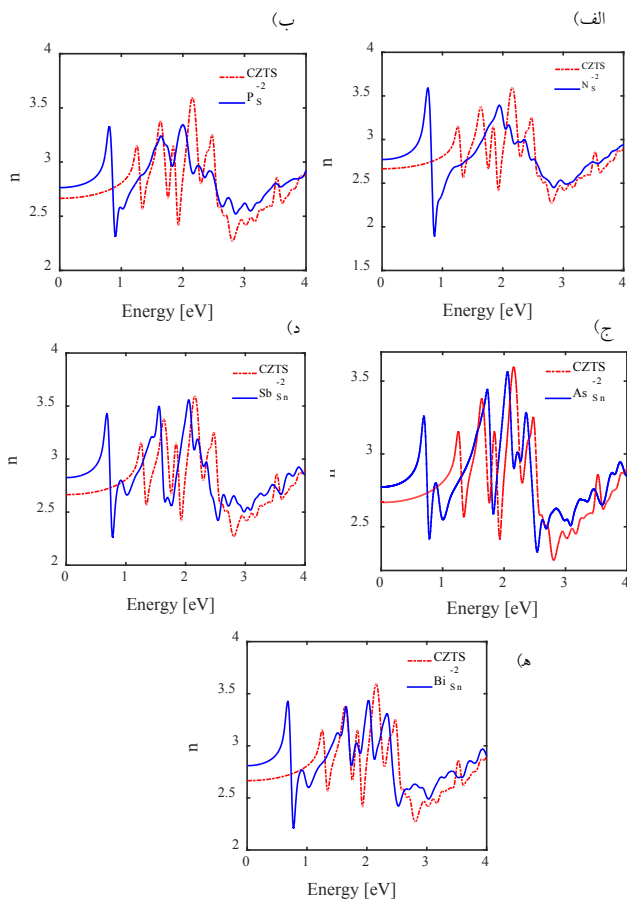 الف)
4
3.5
3
2.5
2
1.5
CZTS
-2
N S
0 1 2 3 4
Energy [eV]
ب)
4
3.5
3
2.5
2
n
CZTS
-2
P S
0 1 2 3 4
Energy [eV]
ج)
3.5
3
2.5
CZTS
-2
As Sn
0 1 2 3 4
Energy [eV]
د)
4
3.5
3
2.5
2
n
CZTS
-2
Sb Sn
0 1 2 3 4
Energy [eV]
ه)
4
3.5
3
2.5
2
n
CZTS
-2
Bi Sn
0 1 2 3 4
Energy [eV]